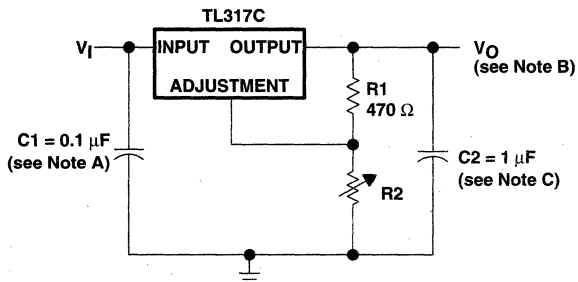 TL317C
VI
INPUT OUTPUT
VO
(see Note B)
ADJUSTMENT
R1
470 Ω
C1 = 0.1 μF
(see Note A)
C2 = 1 μF
(see Note C)
R2